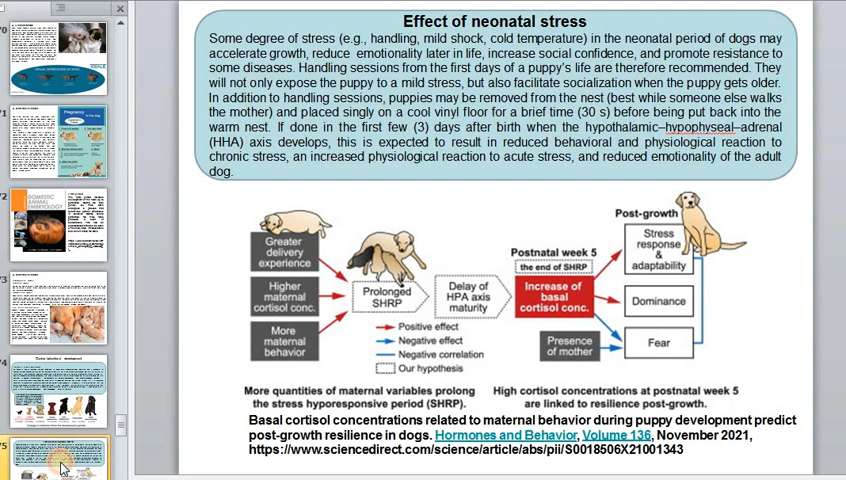 Effect of neonatal stress
Some degree of stress (e.g., handling, mild shock, cold temperature) in the neonatal period of dogs may
accelerate growth, reduce emotionality later in life, increase social confidence, and promote resistance to
some diseases. Handling sessions from the first days of a puppy's life are therefore recommended. They
will not only expose the puppy to a mild stress, but also facilitate socialization when the puppy gets older.
In addition to handling sessions, puppies may be removed from the nest (best while someone else walks
the mother) and placed singly on a cool vinyl floor for a brief time (30 s) before being put back into the
warm nest. If done in the first few (3) days after birth when the hypothalamic–hypophyseal–adrenal
(HHA) axis develops, this is expected to result in reduced behavioral and physiological reaction to
chronic stress, an increased physiological reaction to acute stress, and reduced emotionality of the adult
dog.
Greater
delivery
experience
Higher
maternal
cortisol conc.
More
maternal
behavior
Prolonged
SHRP
Delay of
HPA axis
maturity
Postnatal week 5
the end of SHRP
Increase of
basal
cortisol conc.
Presence
of mother
Post-growth
Stress
response
&
adaptability
Dominance
Fear
Positive effect
Negative effect
Negative correlation
Our hypothesis
More quantities of maternal variables prolong
the stress hyporesponsive period (SHRP).
High cortisol concentrations at postnatal week 5
are linked to resilience post-growth.
Basal cortisol concentrations related to maternal behavior during puppy development predict
post-growth resilience in dogs. Hormones and Behavior, Volume 136, November 2021,
https://www.sciencedirect.com/science/article/abs/pii/S0018506X21001343
DOMESTIC
ANIMAL
EMBRYOLOGY